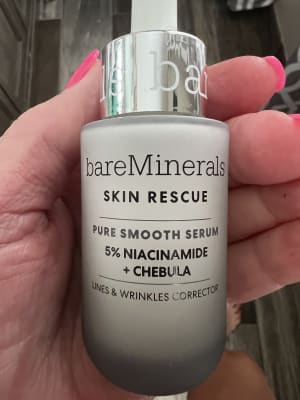 bareMinerals
SKIN RESCUE
PURE SMOOTH SERUM
5% NIACINAMIDE
+ CHEBULA
LINES & WRINKLES CORRECTOR